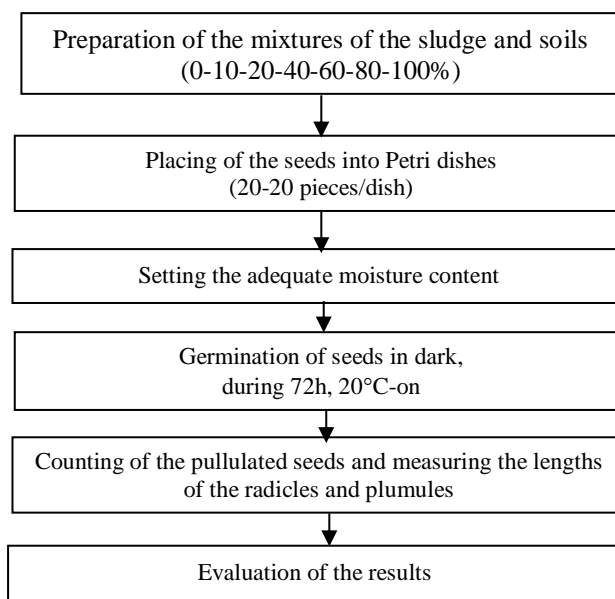 Preparation of the mixtures of the sludge and soils
(0-10-20-40-60-80-100%)
Placing of the seeds into Petri dishes
(20-20 pieces/dish)
Setting the adequate moisture content
Germination of seeds in dark,
during 72h, 20°C-on
Counting of the pullulated seeds and measuring the lengths
of the radicles and plumules
Evaluation of the results